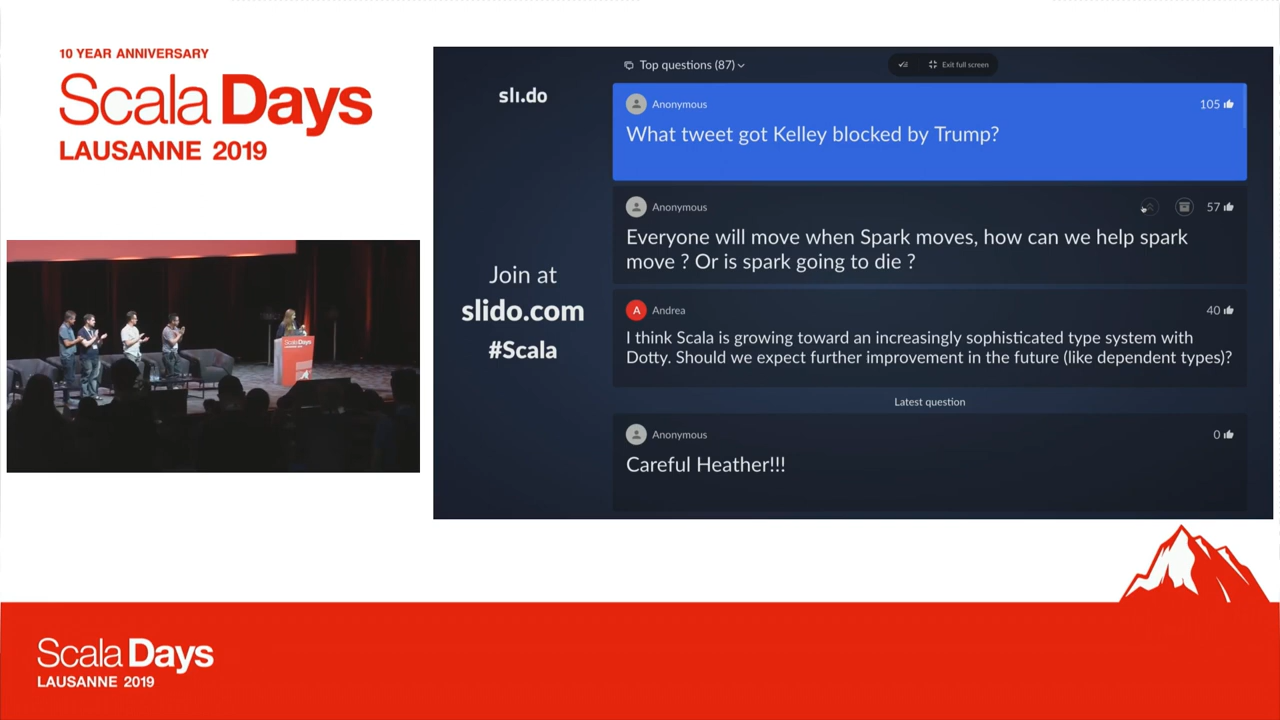 10 YEAR ANNIVERSARY
Scala Days
LAUSANNE 2019
Top questions (87)
Exit full screen
sli.do
Anonymous
105
What tweet got Kelley blocked by Trump?
Anonymous
57
Everyone will move when Spark moves, how can we help spark
move ? Or is spark going to die ?
Join at
slido.com
#Scala
A
Andrea
40
I think Scala is growing toward an increasingly sophisticated type system with
Dotty. Should we expect further improvement in the future (like dependent types)?
Latest question
Anonymous
0
Careful Heather!!!
ScalaDays
Scala Days
LAUSANNE 2019